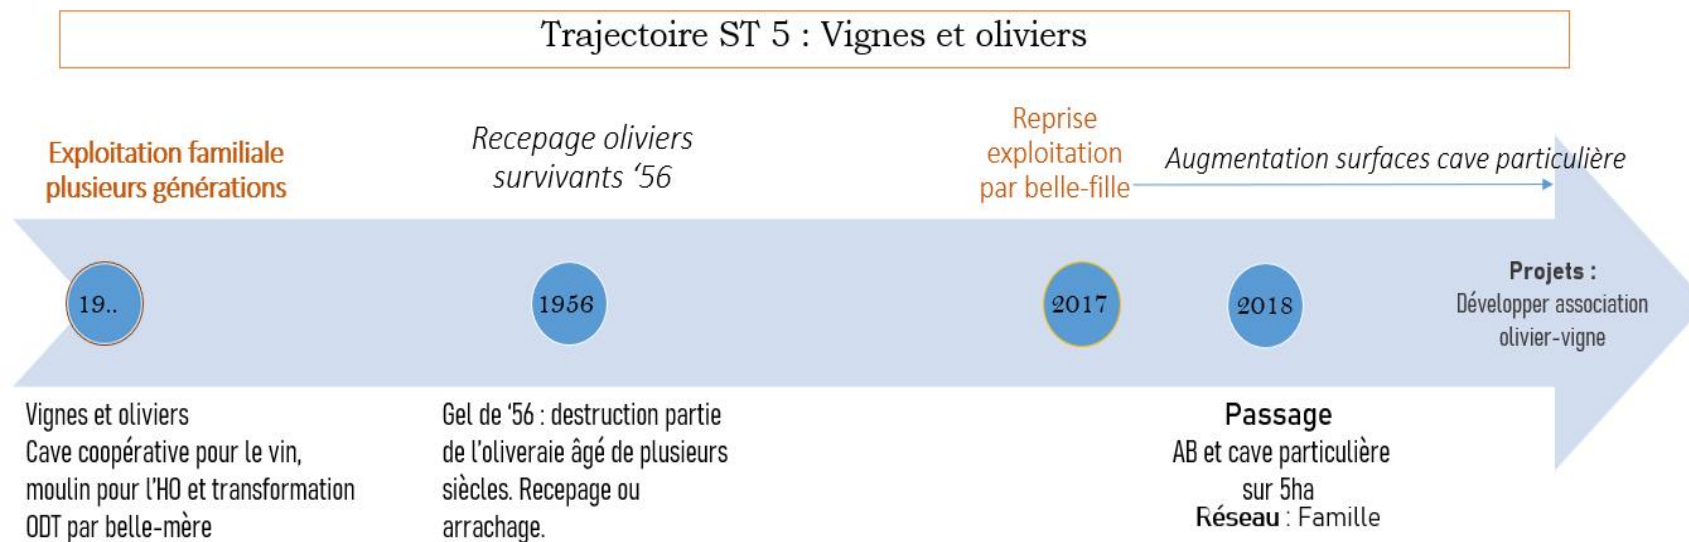 Trajectoire ST 5 : Vignes et oliviers
Exploitation familiale
plusieurs générations
Recepage oliviers
survivants ‘56
Reprise
exploitation
par belle-fille
Augmentation surfaces cave particulière
19..
1956
2017
2018
Projets :
Développer association
olivier-vigne
Vignes et oliviers
Cave coopérative pour le vin,
moulin pour l’HO et transformation
ODT par belle-mère
Gel de ‘56 : destruction partie
de l’oliveraie âgé de plusieurs
siècles. Recepage ou
arrachage.
Passage
AB et cave particulière
sur 5ha
Réseau : Famille